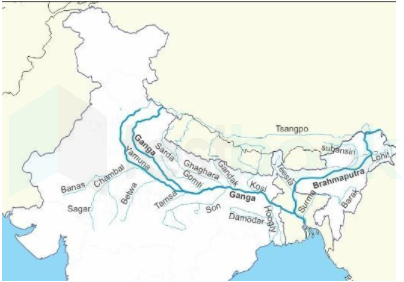 Tsangpo
subansiri
Lohit
Ganga
Sarda
Yamuna
Ghaghara
Gandak
Gomti
Kosi
Teesta
Brahmaputra
Banas
Chambal
Betwa
Tamsa
Ganga
Surma
Barak
Sagar
Son
Damodar
Hoogly